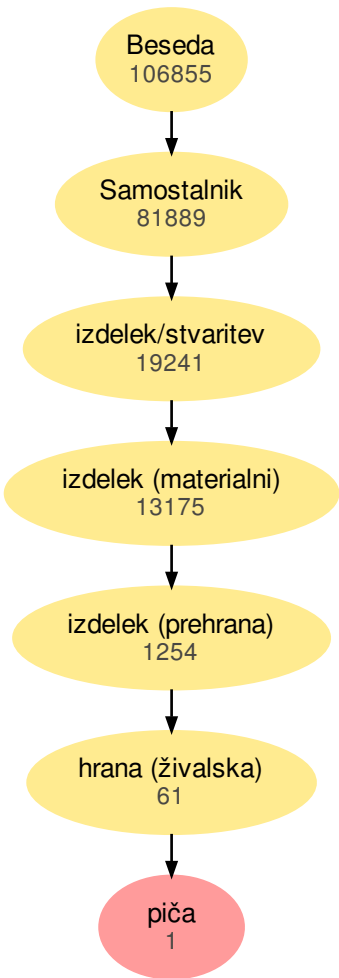 Beseda
106855
Samostalnik
81889
izdelek/stvaritev
19241
izdelek (materialni)
13175
izdelek (prehrana)
1254
hrana (živalska)
61
piča
1